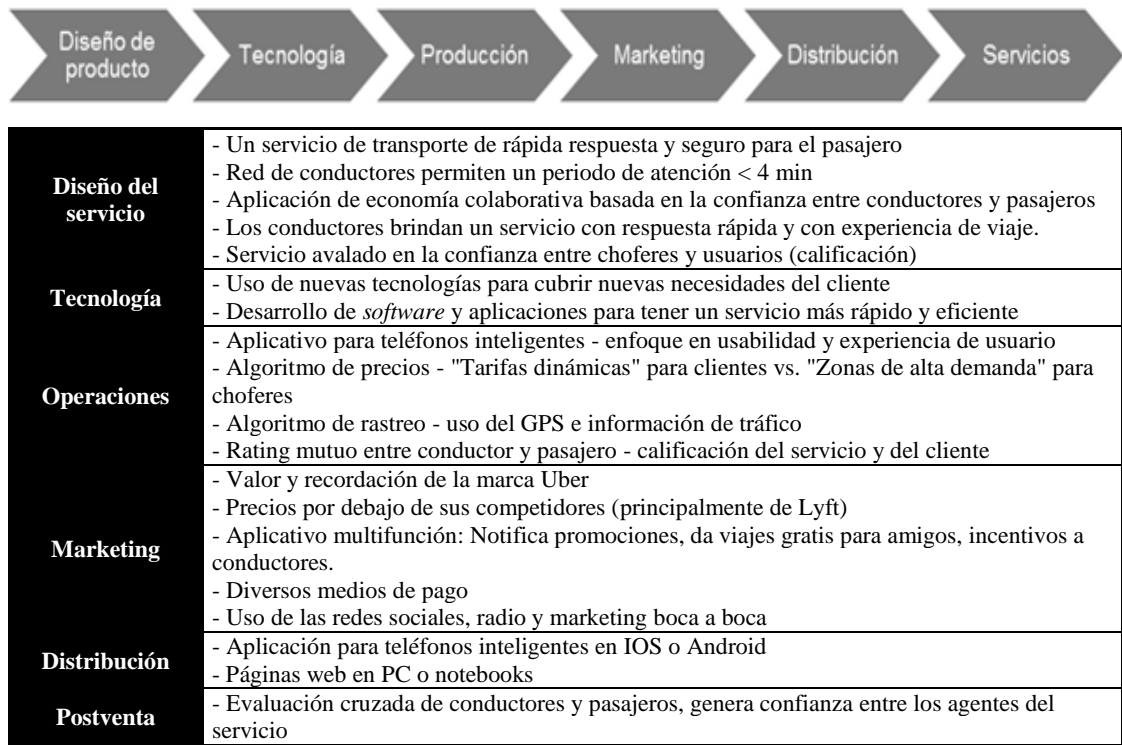 Diseño de
producto
Tecnología
Producción
Marketing
Distribución
Servicios
Diseño del
servicio
- Un servicio de transporte de rápida respuesta y seguro para el pasajero
- Red de conductores permiten un periodo de atención < 4 min
- Aplicación de economía colaborativa basada en la confianza entre conductores y pasajeros
- Los conductores brindan un servicio con respuesta rápida y con experiencia de viaje.
- Servicio avalado en la confianza entre choferes y usuarios (calificación)
Tecnología
- Uso de nuevas tecnologías para cubrir nuevas necesidades del cliente
- Desarrollo de software y aplicaciones para tener un servicio más rápido y eficiente
Operaciones
- Aplicativo para teléfonos inteligentes - enfoque en usabilidad y experiencia de usuario
- Algoritmo de precios - "Tarifas dinámicas" para clientes vs. "Zonas de alta demanda" para
choferes
- Algoritmo de rastreo - uso del GPS e información de tráfico
- Rating mutuo entre conductor y pasajero - calificación del servicio y del cliente
Marketing
- Valor y recordación de la marca Uber
- Precios por debajo de sus competidores (principalmente de Lyft)
- Aplicativo multifunción: Notifica promociones, da viajes gratis para amigos, incentivos a
conductores.
- Diversos medios de pago
- Uso de las redes sociales, radio y marketing boca a boca
Distribución
- Aplicación para teléfonos inteligentes en IOS o Android
- Páginas web en PC o notebooks
Postventa
- Evaluación cruzada de conductores y pasajeros, genera confianza entre los agentes del
servicio